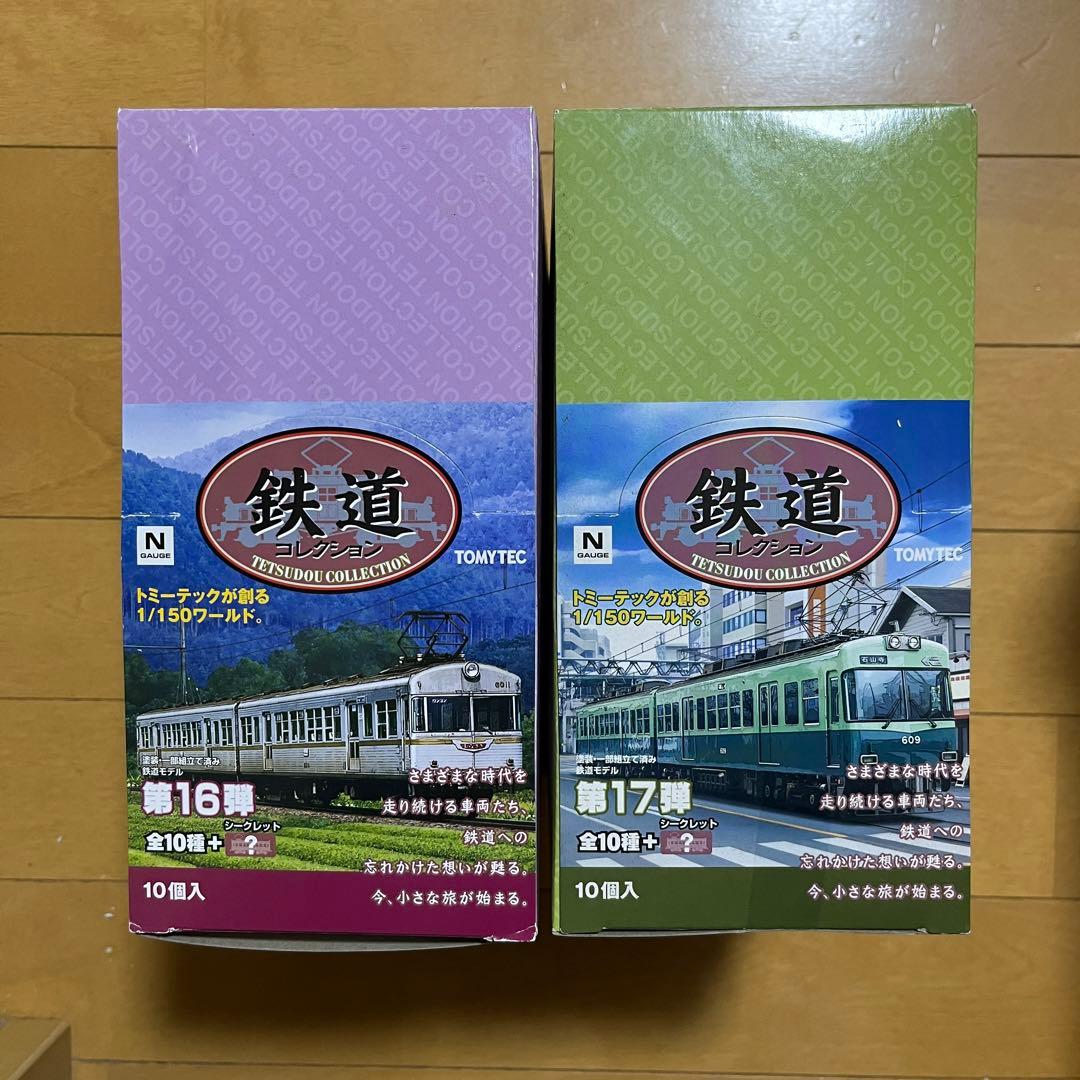 TETSUDOU COLLECTION
N
GAUGE
鉄道
コレクション
TETSUDOU COLLECTION
TOMYTEC
トミーテックが創る
1/150ワールド。
6011
塗装・一部組立て済み
鉄道モデル
第16弾
全10種+
シークレット
?
さまざまな時代を
走り続ける車両たち、
鉄道への
忘れかけた想いが甦る。
今、小さな旅が始まる。
10個入
TETSUDOU COLLECTION
N
GAUGE
鉄道
コレクション
TETSUDOU COLLECTION
TOMYTEC
トミーテックが創る
1/150ワールド。
石山寺
609
609
塗装・一部組立て済み
鉄道モデル
第17弾
全10種+
シークレット
?
さまざまな時代を
走り続ける車両たち、
鉄道への
忘れかけた想いが甦る。
今、小さな旅が始まる。
10個入